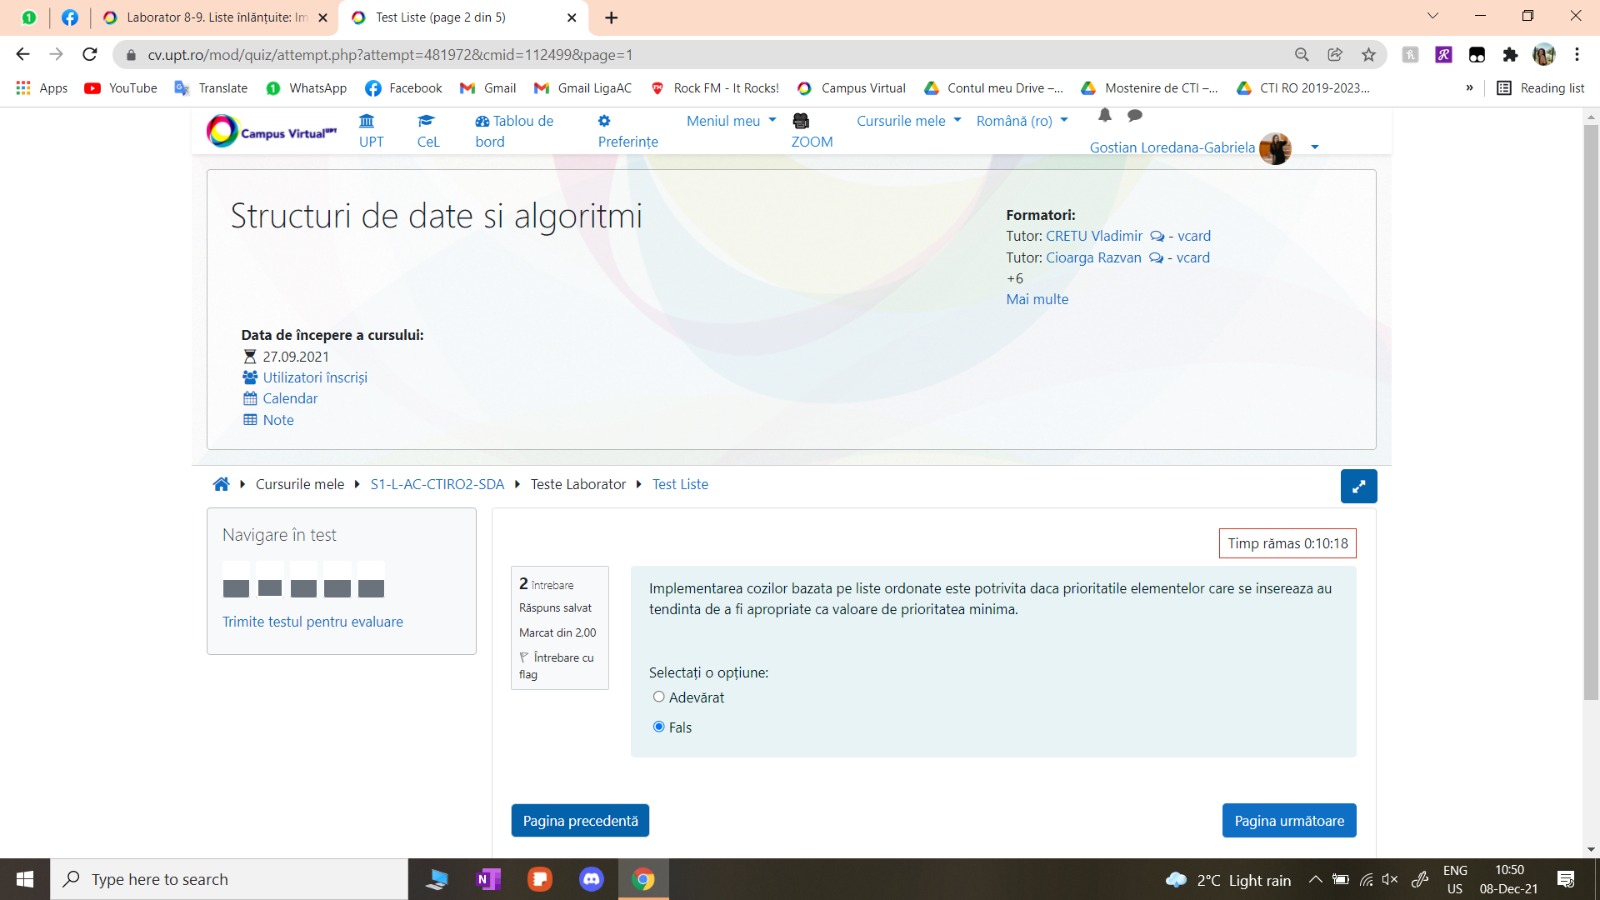 Laborator 8-9. Liste înlănțuite: Im
Test Liste (page 2 din 5)
cv.upt.ro/mod/quiz/attempt.php?attempt=481972&cmid=112499&page=1
Apps
YouTube
Translate
WhatsApp
Facebook
Gmail
Gmail LigaAC
Rock FM - It Rocks!
Campus Virtual
Contul meu Drive –...
Mostenire de CTI –...
CTI RO 2019-2023...
»
Reading list
Campus Virtual UPT
UPT
CeL
Tablou de
bord
Preferințe
Meniul meu
ZOOM
Cursurile mele
Română (ro)
Gostian Loredana-Gabriela
Structuri de date si algoritmi
Formatori:
Tutor: CRETU Vladimir - vcard
Tutor: Cioarga Razvan - vcard
+6
Mai multe
Data de începere a cursului:
27.09.2021
Utilizatori înscriși
Calendar
Note
Cursurile mele
S1-L-AC-CTIRO2-SDA
Teste Laborator
Test Liste
Navigare în test
Trimite testul pentru evaluare
Timp rămas 0:10:18
2 Întrebare
Răspuns salvat
Marcat din 2,00
Întrebare cu
flag
Implementarea cozilor bazata pe liste ordonate este potrivita daca prioritatile elementelor care se insereaza au
tendinta de a fi apropriate ca valoare de prioritatea minima.
Selectați o opțiune:
Adevărat
Fals
Pagina precedentă
Pagina următoare
Type here to search
2°C Light rain
ENG
US
10:50
08-Dec-21